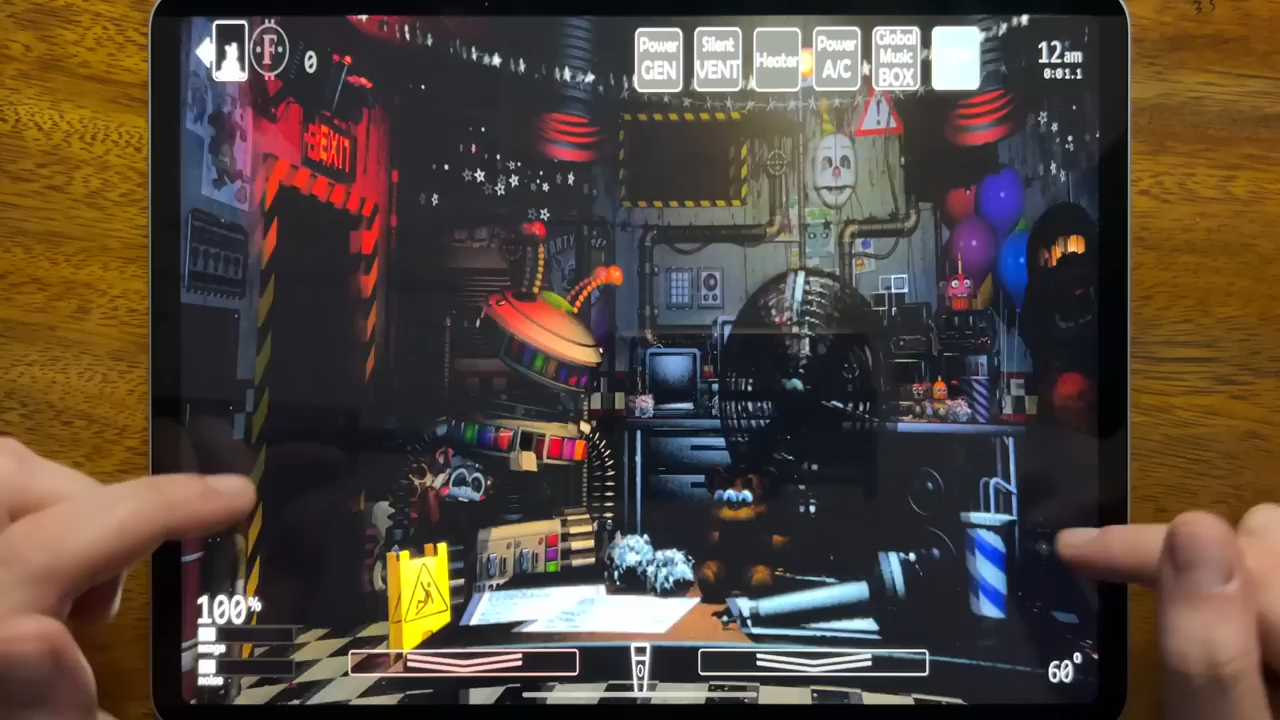 F
0
Power
GEN
Silent
VENT
Heater
Power
A/C
Global
Music
BOX
12am
0:01.1
EXIT
100%
usage
noise
0
60°